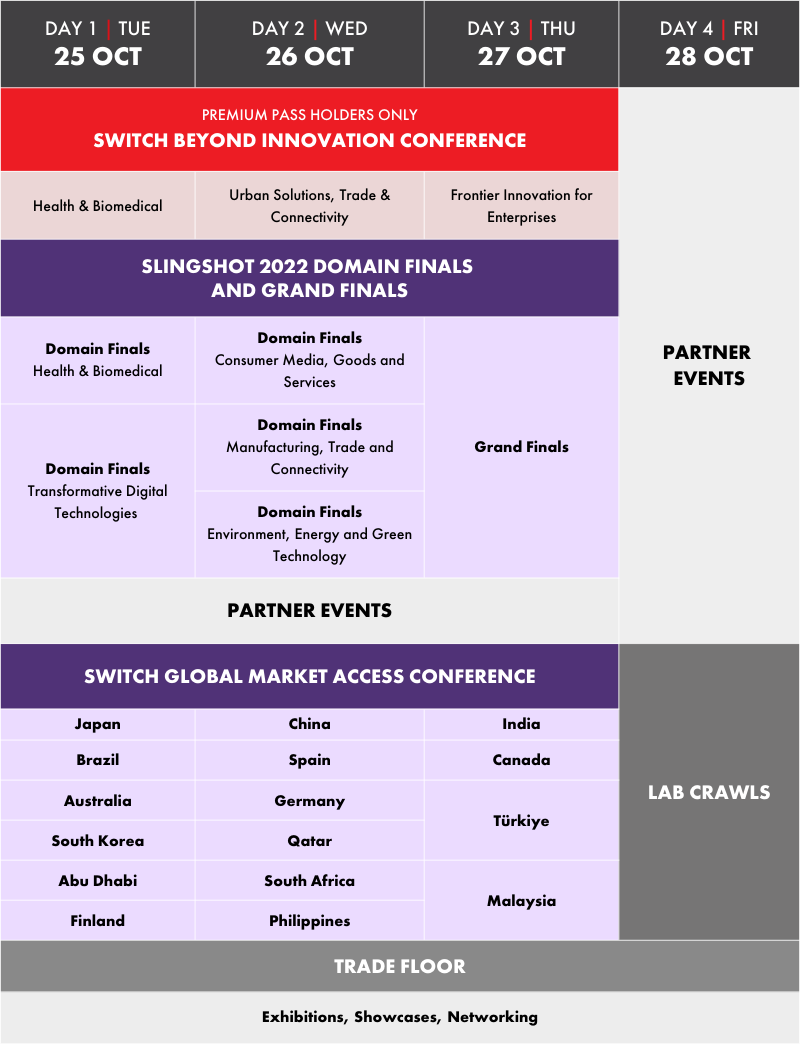 DAY 1 | TUE
25 OCT
DAY 2 | WED
26 OCT
DAY 3 | THU
27 OCT
DAY 4 | FRI
28 OCT
PREMIUM PASS HOLDERS ONLY
SWITCH BEYOND INNOVATION CONFERENCE
Health & Biomedical
Urban Solutions, Trade &
Connectivity
Frontier Innovation for
Enterprises
SLINGSHOT 2022 DOMAIN FINALS
AND GRAND FINALS
Domain Finals
Health & Biomedical
Domain Finals
Transformative Digital
Technologies
Domain Finals
Consumer Media, Goods and
Services
Domain Finals
Manufacturing, Trade and
Connectivity
Domain Finals
Environment, Energy and Green
Technology
Grand Finals
PARTNER
EVENTS
PARTNER EVENTS
SWITCH GLOBAL MARKET ACCESS CONFERENCE
Japan
Brazil
Australia
South Korea
Abu Dhabi
Finland
China
Spain
Germany
Qatar
South Africa
Philippines
India
Canada
Türkiye
Malaysia
LAB CRAWLS
TRADE FLOOR
Exhibitions, Showcases, Networking